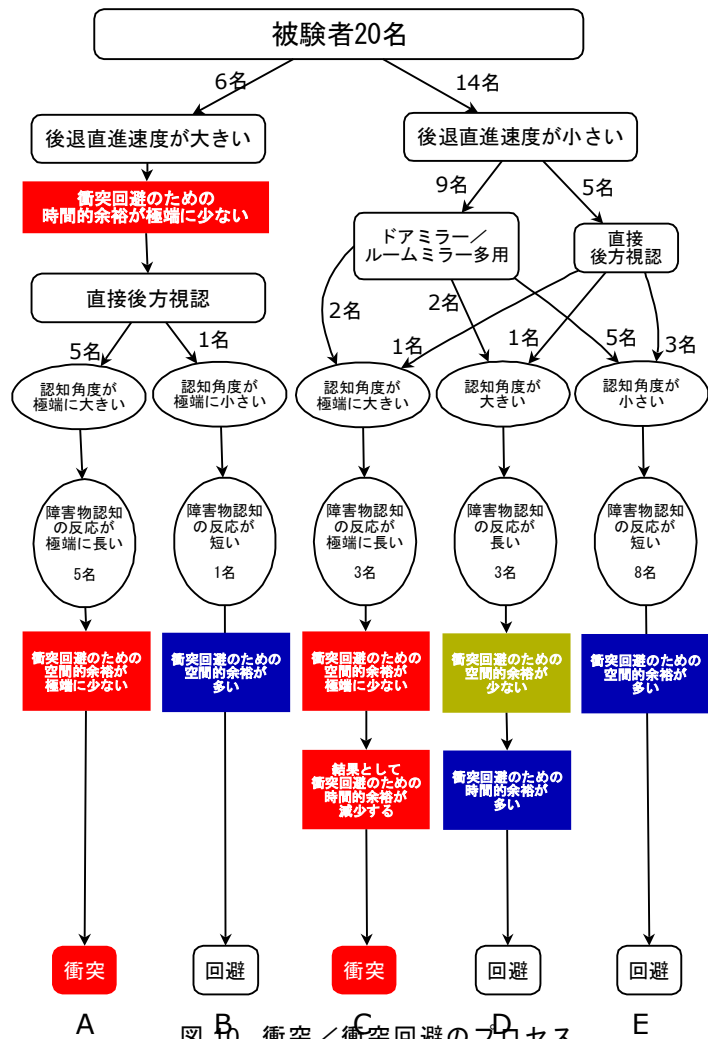 被験者20名
6名
14名
後退直進速度が大きい
後退直進速度が小さい
衝突回避のための
時間的余裕が極端に少ない
9名
5名
ドアミラー／
ルームミラー多用
直接
後方視認
直接後方視認
5名
1名
2名
2名
1名
1名
5名
3名
認知角度が
極端に大きい
認知角度が
極端に小さい
認知角度が
極端に大きい
認知角度が
大きい
認知角度が
小さい
障害物認知
の反応が
極端に長い
5名
障害物認知
の反応が
短い
1名
障害物認知
の反応が
極端に長い
3名
障害物認知
の反応が
長い
3名
障害物認知
の反応が
短い
8名
衝突回避のための
空間的余裕が
極端に少ない
衝突回避のための
空間的余裕が
多い
衝突回避のための
空間的余裕が
極端に少ない
衝突回避のための
空間的余裕が
少ない
衝突回避のための
空間的余裕が
多い
結果として
衝突回避のための
時間的余裕が
減少する
衝突回避のための
時間的余裕が
多い
衝突
回避
衝突
回避
回避
A
B
C
D
E
図 10 衝突／衝突回避のプロセス